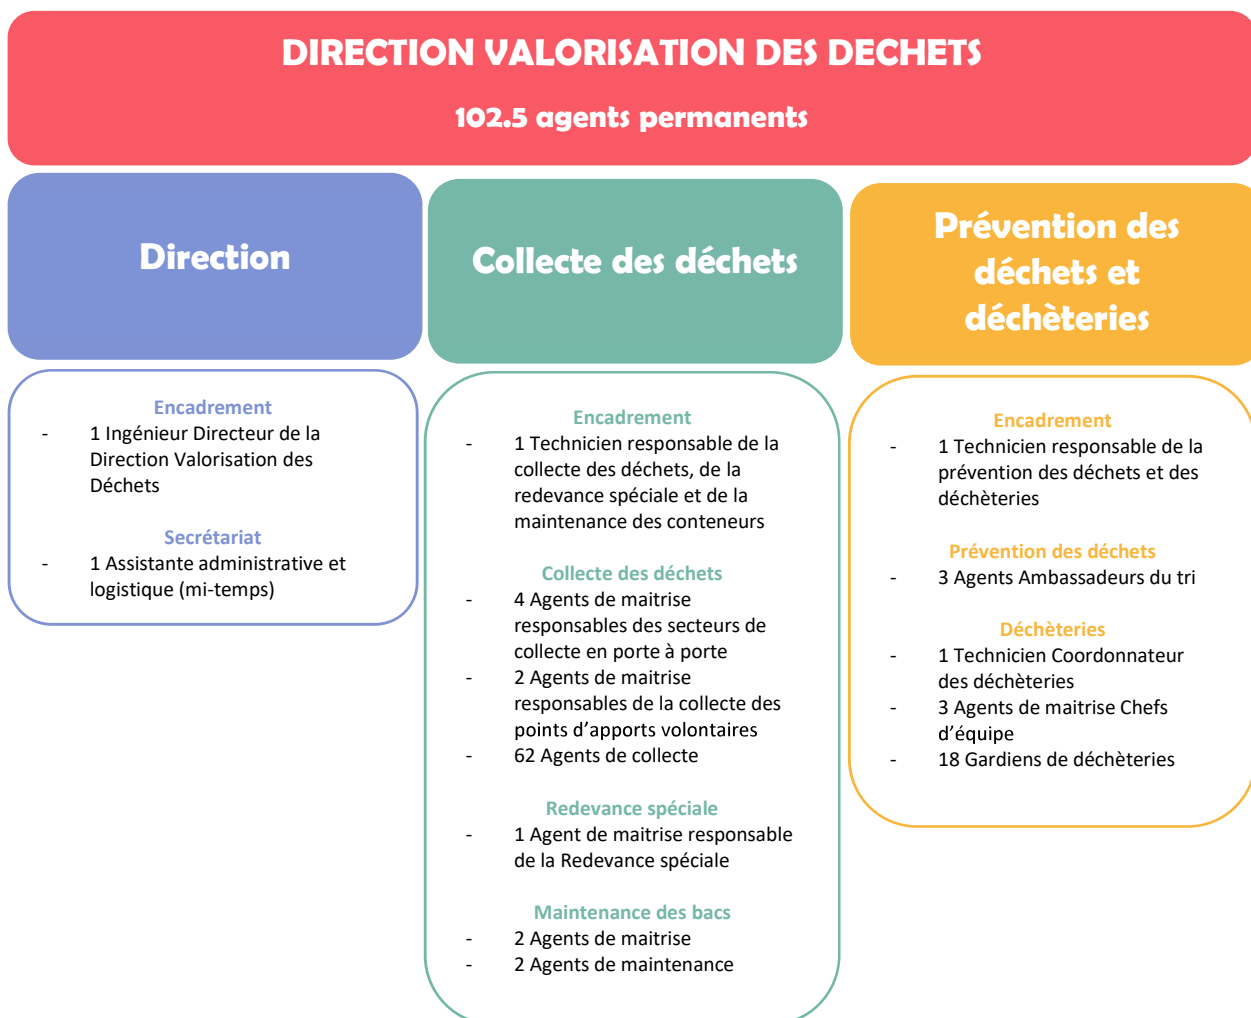 DIRECTION VALORISATION DES DECHETS
102.5 agents permanents
Direction
Encadrement
- 1 Ingénieur Directeur de la
Direction Valorisation des
Déchets
Secrétariat
- 1 Assistante administrative et
logistique (mi-temps)
Collecte des déchets
Encadrement
- 1 Technicien responsable de la
collecte des déchets, de la
redevance spéciale et de la
maintenance des conteneurs
Collecte des déchets
- 4 Agents de maitrise
responsables des secteurs de
collecte en porte à porte
- 2 Agents de maitrise
responsables de la collecte des
points d’apports volontaires
- 62 Agents de collecte
Redevance spéciale
- 1 Agent de maitrise responsable
de la Redevance spéciale
Maintenance des bacs
- 2 Agents de maitrise
- 2 Agents de maintenance
Prévention des
déchets et
déchèteries
Encadrement
- 1 Technicien responsable de la
prévention des déchets et des
déchèteries
Prévention des déchets
- 3 Agents Ambassadeurs du tri
Déchèteries
- 1 Technicien Coordonnateur
des déchèteries
- 3 Agents de maitrise Chefs
d’équipe
- 18 Gardiens de déchèteries